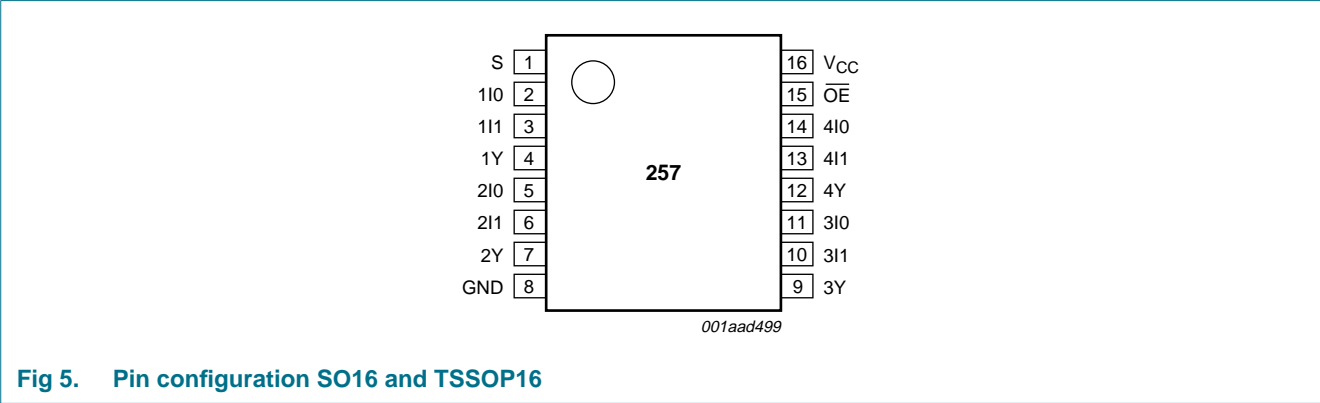 S 1 16 VCC
1I0 2 15 O̅E̅
1I1 3 14 4I0
1Y 4 13 4I1
2I0 5 257 12 4Y
2I1 6 11 3I0
2Y 7 10 3I1
GND 8 9 3Y
001aad499
Fig 5. Pin configuration SO16 and TSSOP16